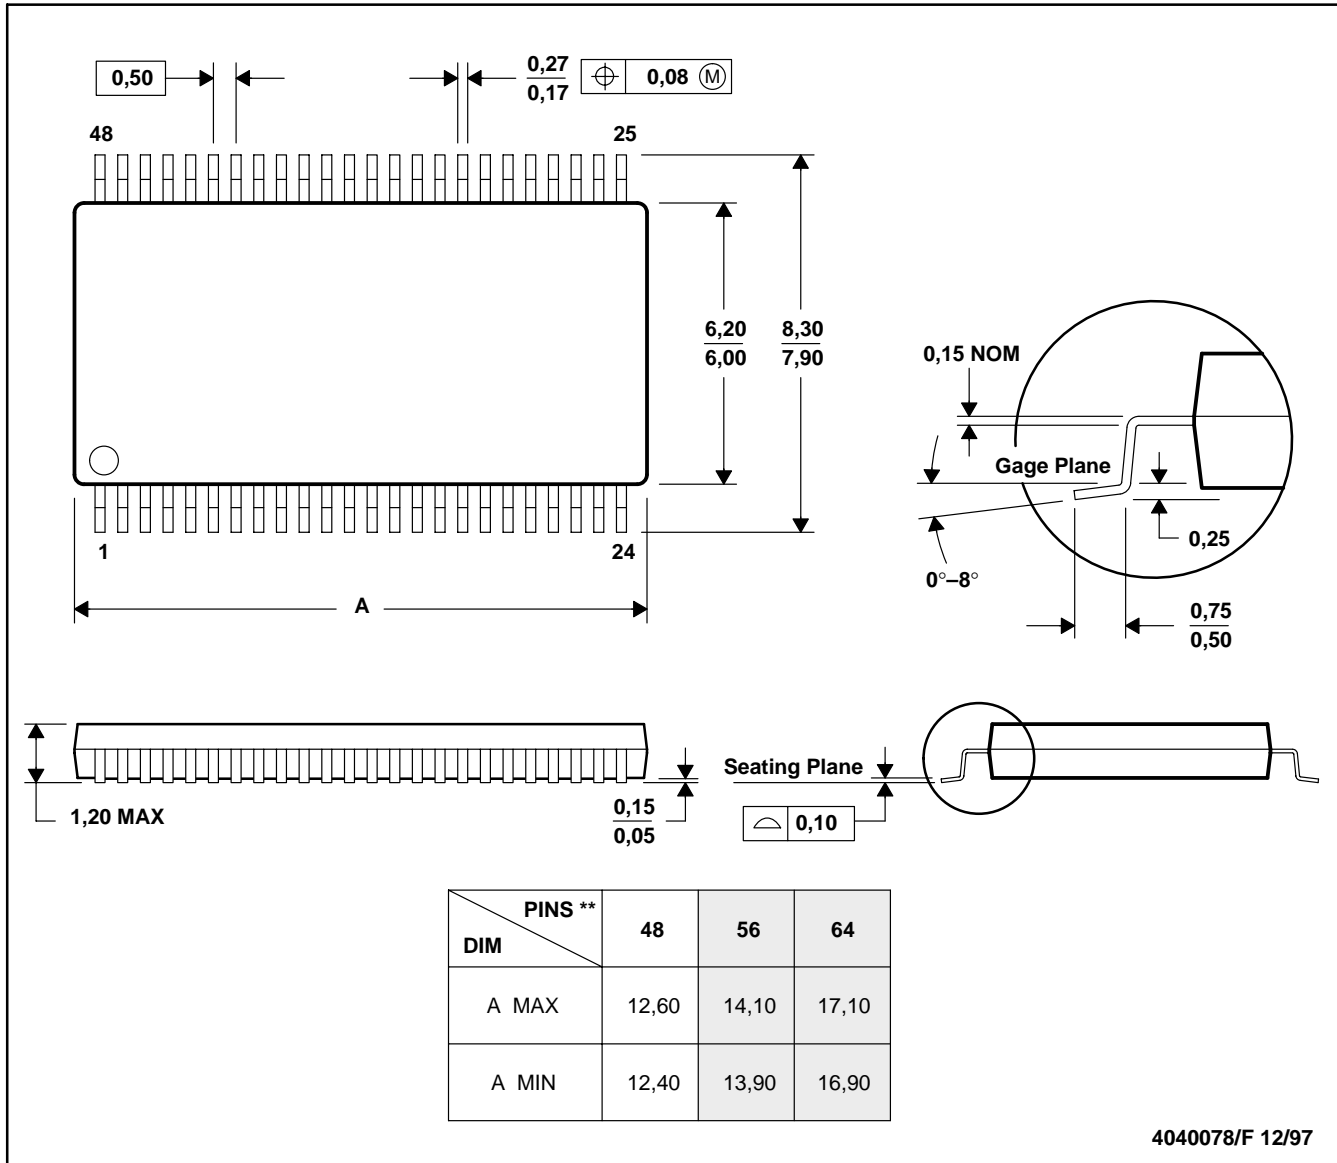 0,50
0,27
0,17
0,08 Ⓜ
48
25
6,20
6,00
8,30
7,90
0,15 NOM
Gage Plane
0,25
0°–8°
0,75
0,50
1
24
A
1,20 MAX
0,15
0,05
Seating Plane
0,10
PINS **
DIM
48 56 64
A MAX 12,60 14,10 17,10
A MIN 12,40 13,90 16,90
4040078/F 12/97